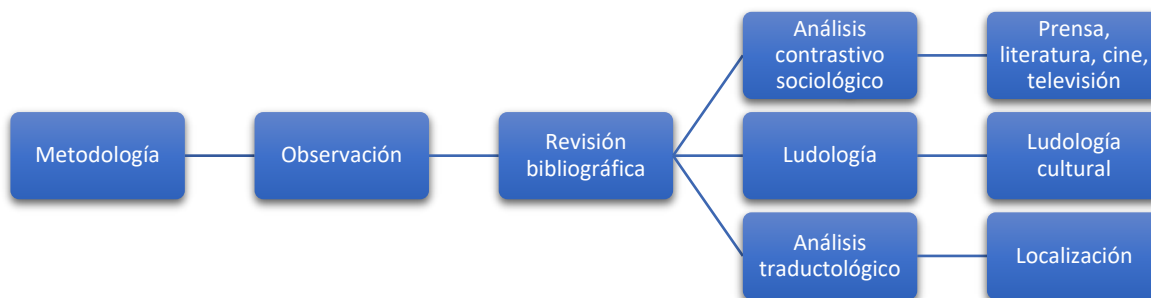 Metodología
Observación
Revisión
bibliográfica
Análisis
contrastivo
sociológico
Prensa,
literatura, cine,
televisión
Ludología
Ludología
cultural
Análisis
traductológico
Localización